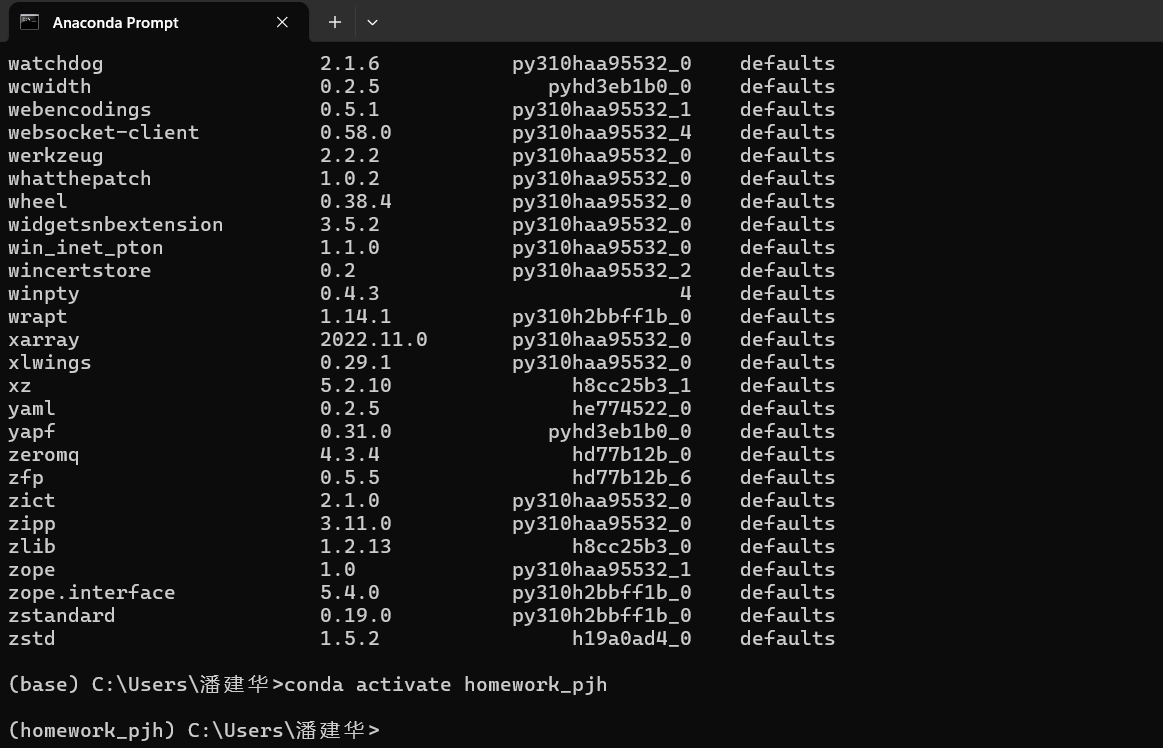 Anaconda Prompt
watchdog 2.1.6 py310haa95532_0 defaults
wcwidth 0.2.5 pyhd3eb1b0_0 defaults
webencodings 0.5.1 py310haa95532_1 defaults
websocket-client 0.58.0 py310haa95532_4 defaults
werkzeug 2.2.2 py310haa95532_0 defaults
whatthepatch 1.0.2 py310haa95532_0 defaults
wheel 0.38.4 py310haa95532_0 defaults
widgetsnbextension 3.5.2 py310haa95532_0 defaults
win_inet_pton 1.1.0 py310haa95532_0 defaults
wincertstore 0.2 py310haa95532_2 defaults
winpty 0.4.3 4 defaults
wrapt 1.14.1 py310h2bbff1b_0 defaults
xarray 2022.11.0 py310haa95532_0 defaults
xlwings 0.29.1 py310haa95532_0 defaults
xz 5.2.10 h8cc25b3_1 defaults
yaml 0.2.5 he774522_0 defaults
yapf 0.31.0 pyhd3eb1b0_0 defaults
zeromq 4.3.4 hd77b12b_0 defaults
zfp 0.5.5 hd77b12b_6 defaults
zict 2.1.0 py310haa95532_0 defaults
zipp 3.11.0 py310haa95532_0 defaults
zlib 1.2.13 h8cc25b3_0 defaults
zope 1.0 py310haa95532_1 defaults
zope.interface 5.4.0 py310h2bbff1b_0 defaults
zstandard 0.19.0 py310h2bbff1b_0 defaults
zstd 1.5.2 h19a0ad4_0 defaults
(base) C:\Users\潘建华>conda activate homework_pjh
(homework_pjh) C:\Users\潘建华>